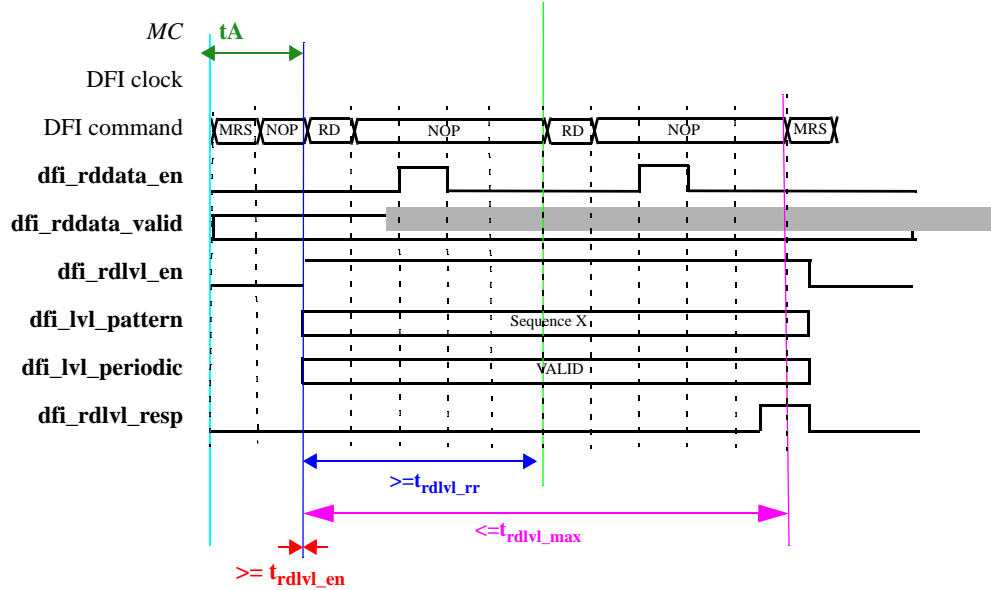 MC tA
DFI clock
DFI command MRS NOP RD NOP RD NOP MRS
dfi_rddata_en
dfi_rddata_valid
dfi_rdlvl_en
dfi_lvl_pattern Sequence X
dfi_lvl_periodic VALID
dfi_rdlvl_resp
>=trdlvl_rr
<=trdlvl_max
>= trdlvl_en